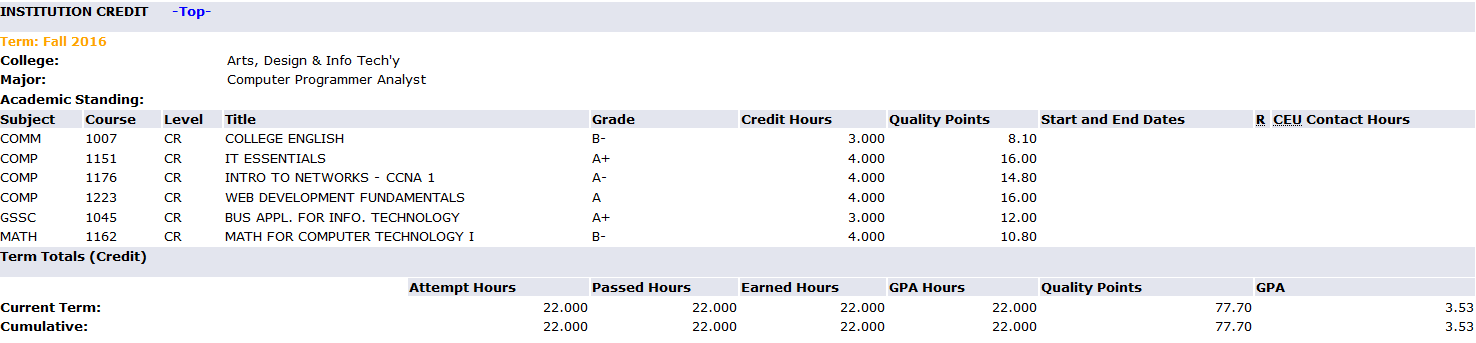 INSTITUTION CREDIT -Top-
Term: Fall 2016
College: Arts, Design & Info Tech'y
Major: Computer Programmer Analyst
Academic Standing:
Subject Course Level Title Grade Credit Hours Quality Points Start and End Dates R CEU Contact Hours
COMM 1007 CR COLLEGE ENGLISH B- 3.000 8.10
COMP 1151 CR IT ESSENTIALS A+ 4.000 16.00
COMP 1176 CR INTRO TO NETWORKS - CCNA 1 A- 4.000 14.80
COMP 1223 CR WEB DEVELOPMENT FUNDAMENTALS A 4.000 16.00
GSSC 1045 CR BUS APPL. FOR INFO. TECHNOLOGY A+ 3.000 12.00
MATH 1162 CR MATH FOR COMPUTER TECHNOLOGY I B- 4.000 10.80
Term Totals (Credit)
Attempt Hours Passed Hours Earned Hours GPA Hours Quality Points GPA
Current Term: 22.000 22.000 22.000 22.000 77.70 3.53
Cumulative: 22.000 22.000 22.000 22.000 77.70 3.53